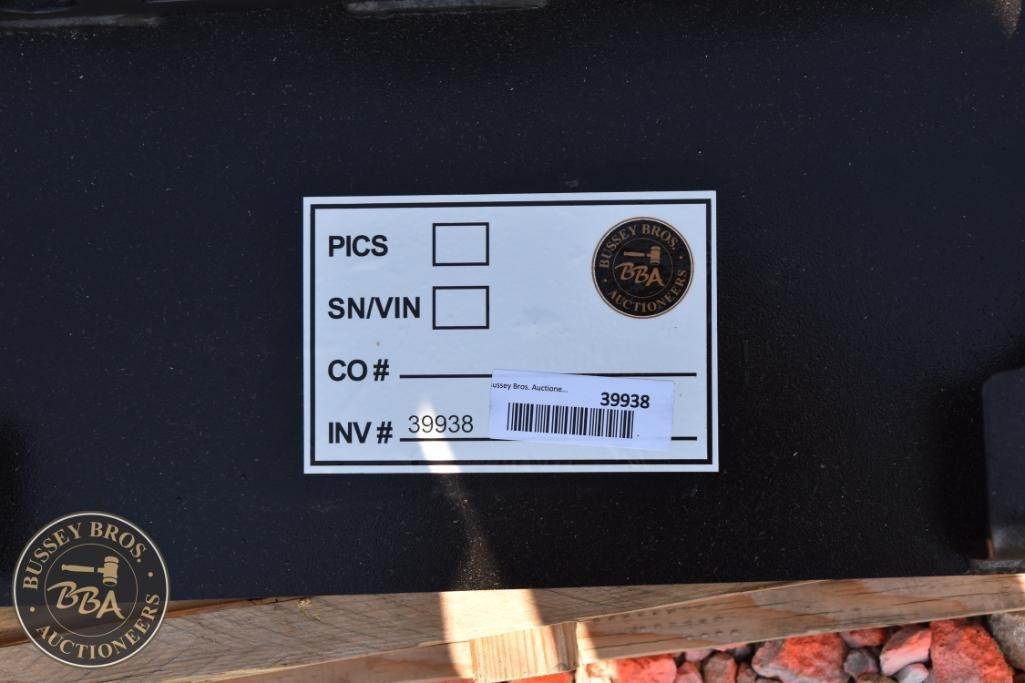 PICS
BUSSEY BROS.
BBA
AUCTIONEERS
SN/VIN
CO #
ussey Bros. Auctione...
39938
INV # 39938
BUSSEY BROS.
BBA
AUCTIONEERS